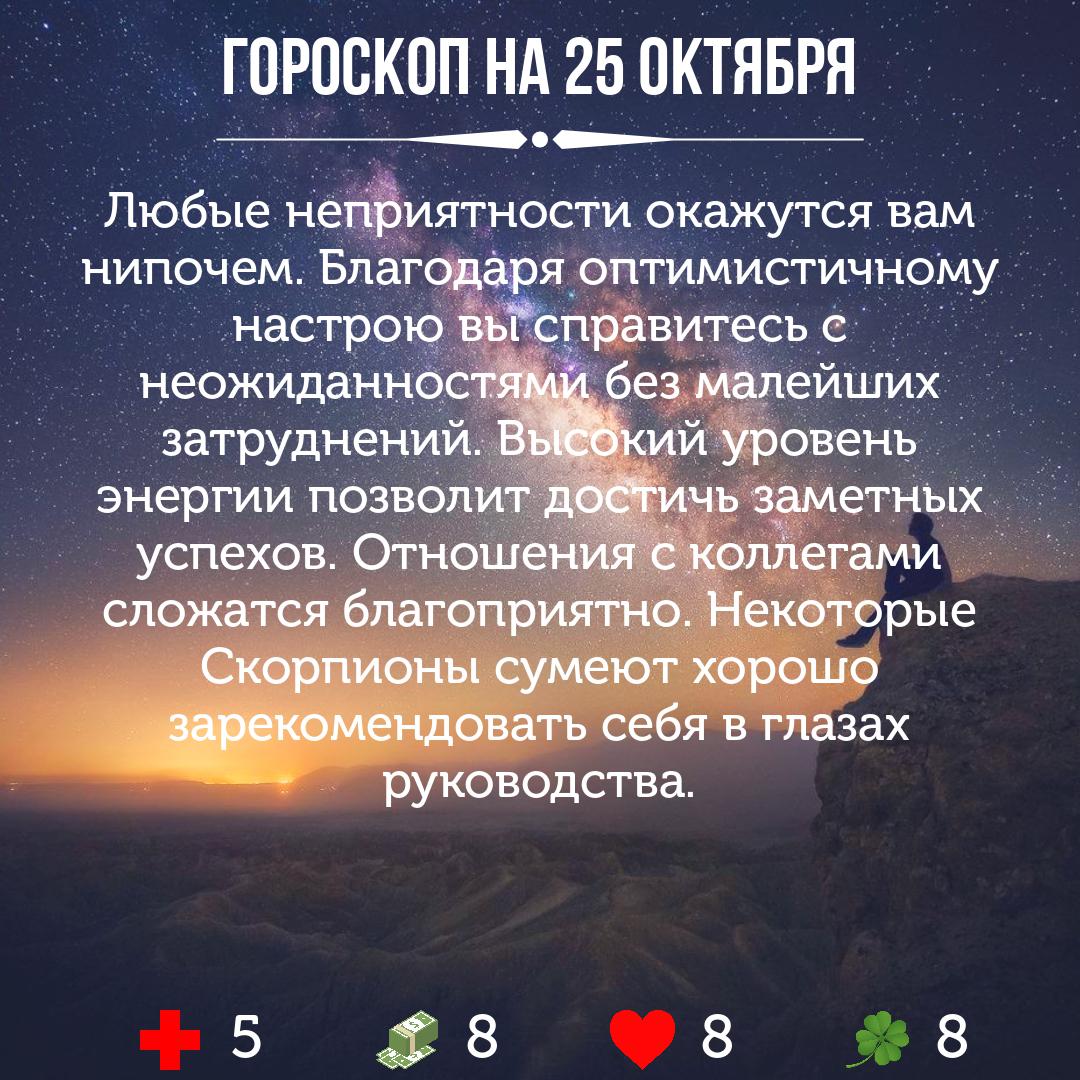 ГОРОСКОП НА 25 ОКТЯБРЯ
Любые неприятности окажутся вам
нипочем. Благодаря оптимистичному
настрою вы справитесь с
неожиданностями без малейших
затруднений. Высокий уровень
энергии позволит достичь заметных
успехов. Отношения с коллегами
сложатся благоприятно. Некоторые
Скорпионы сумеют хорошо
зарекомендовать себя в глазах
руководства.
5 8 8 8